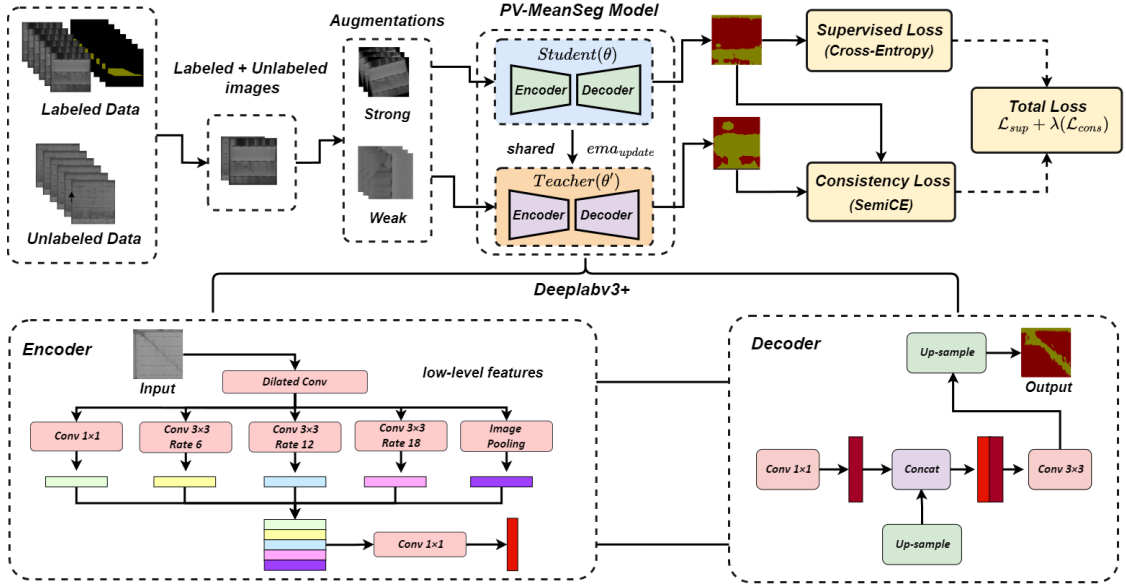 PV-MeanSeg Model
Augmentations
Labeled + Unlabeled
images
Labeled Data
Unlabeled Data
Strong
Weak
Student(θ)
Encoder
Decoder
shared
ema_update
Teacher(θ′)
Encoder
Decoder
Supervised Loss
(Cross-Entropy)
Consistency Loss
(SemiCE)
Total Loss
ℒ_sup + λ(ℒ_cons)
Deeplabv3+
Encoder
Input
Dilated Conv
low-level features
Conv 1×1
Conv 3×3
Rate 6
Conv 3×3
Rate 12
Conv 3×3
Rate 18
Image
Pooling
Conv 1×1
Decoder
Up-sample
Output
Conv 1×1
Concat
Conv 3×3
Up-sample